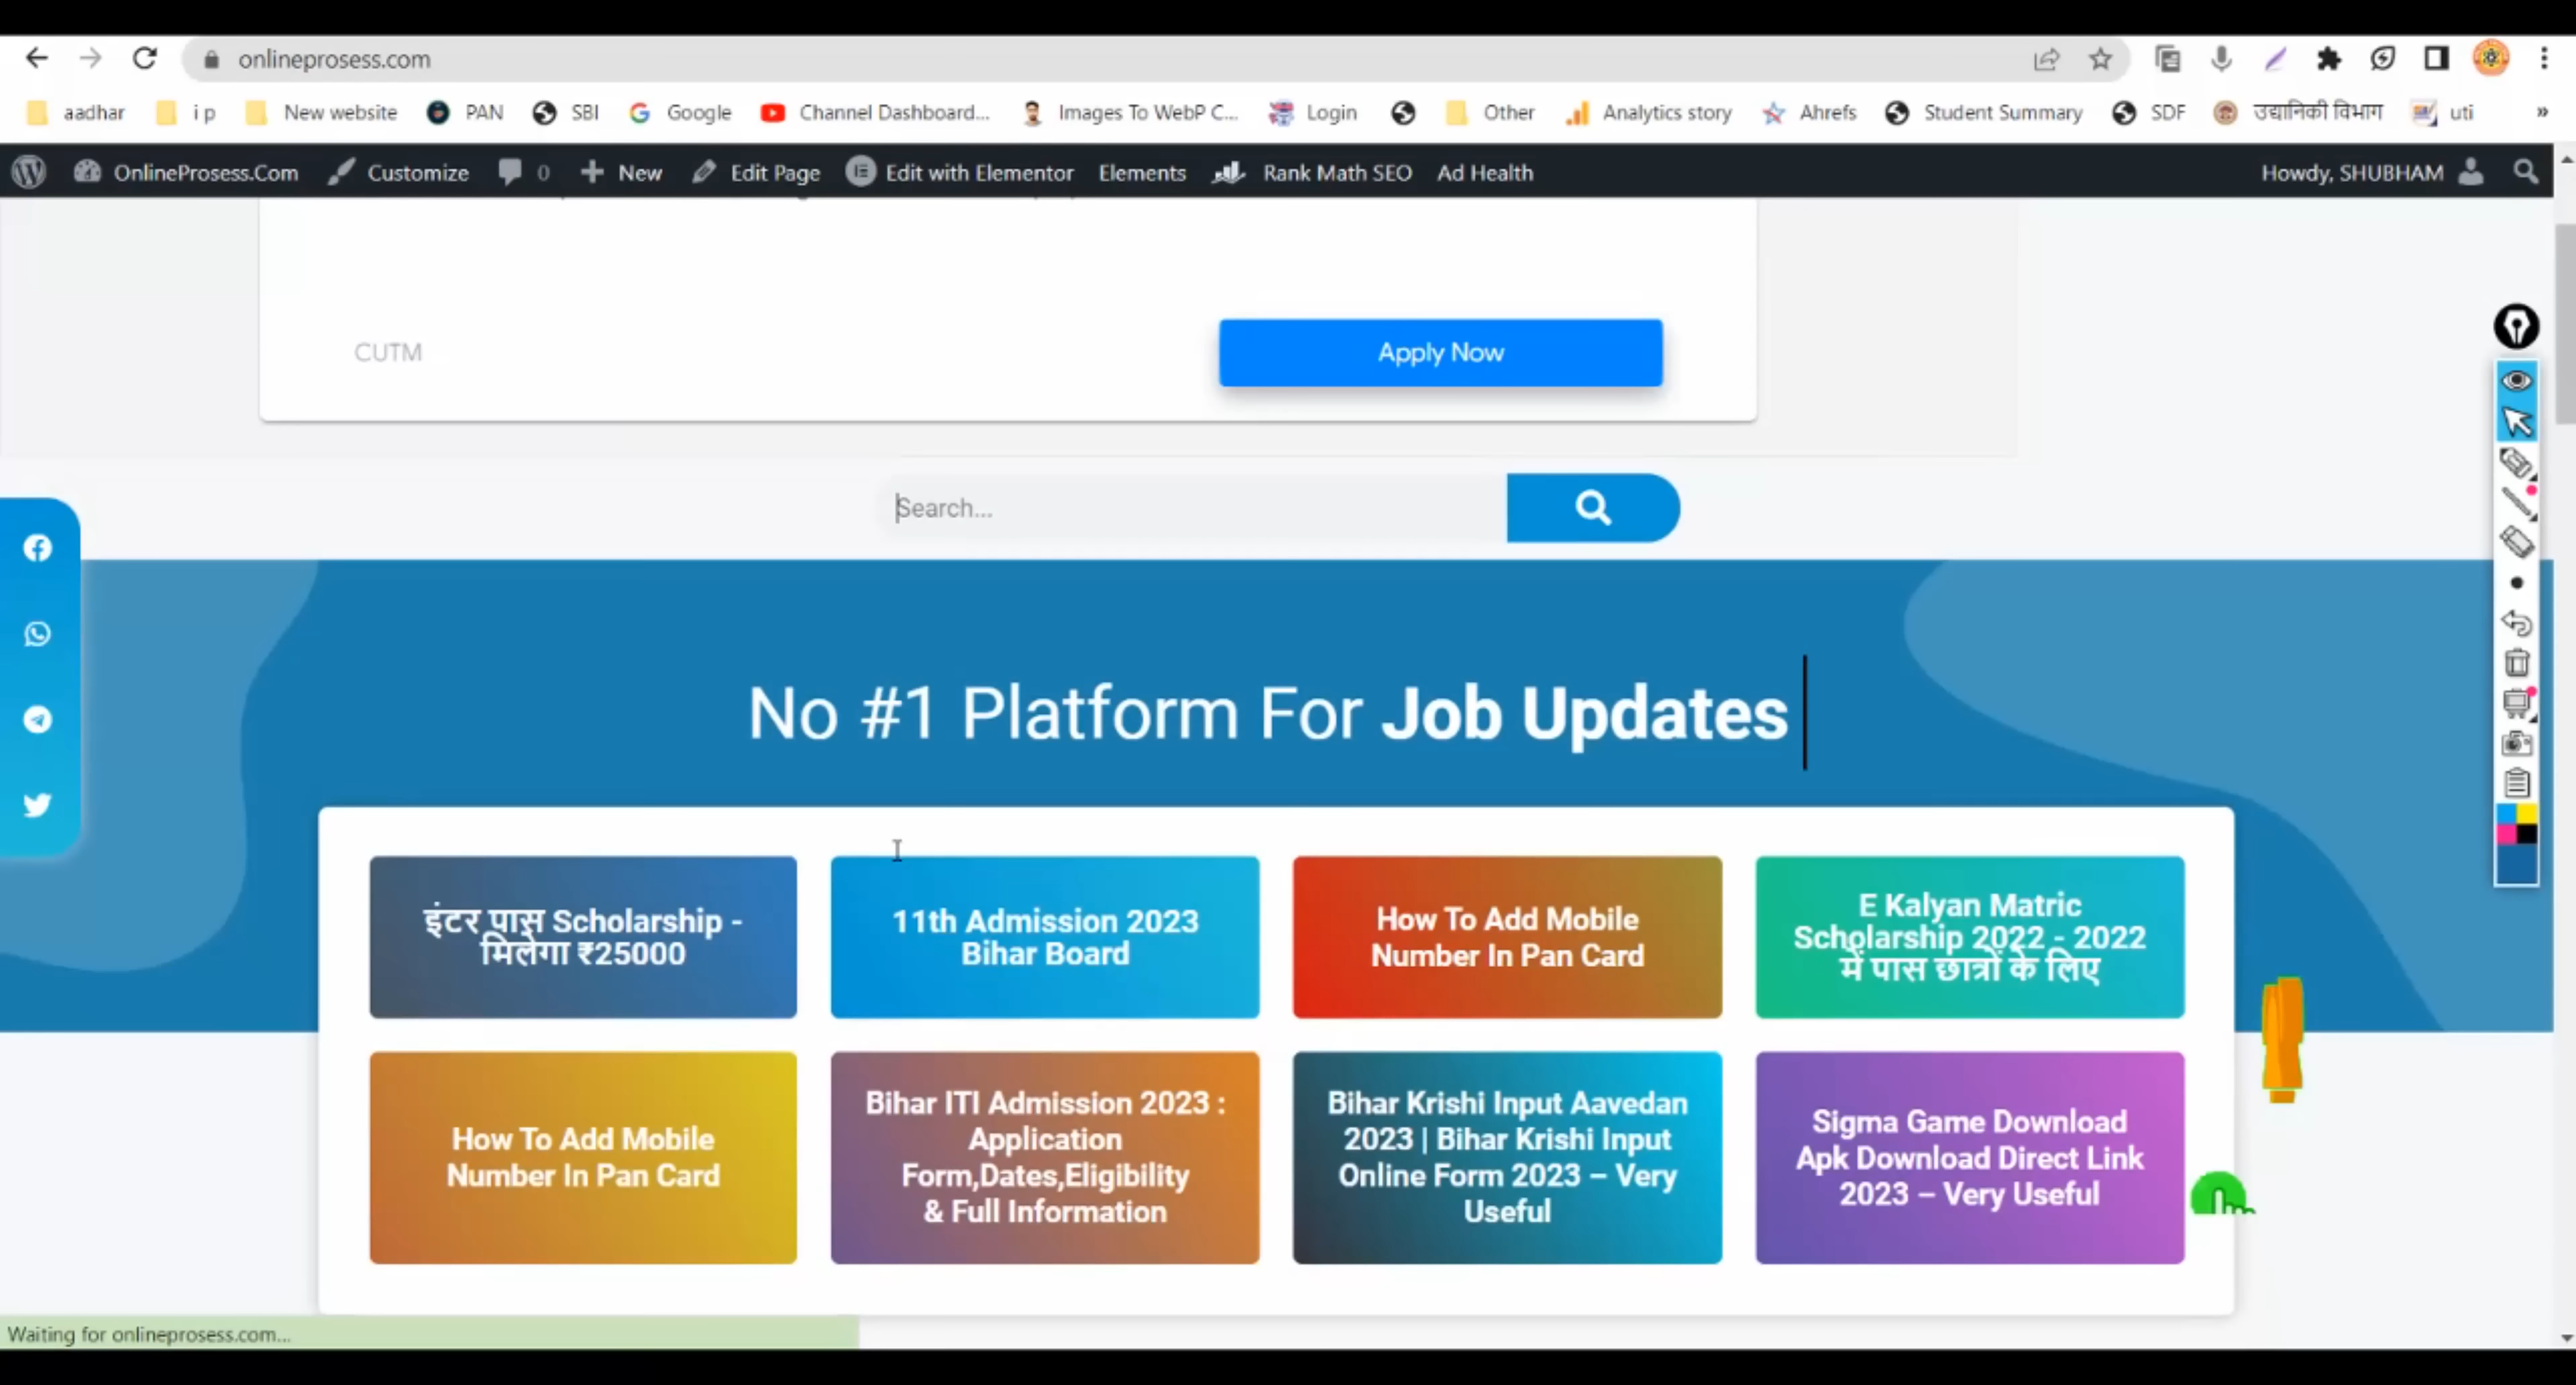 onlineprosess.com
aadhar i p New website PAN SBI Google Channel Dashboard... Images To WebP C... Login Other Analytics story Ahrefs Student Summary SDF उद्यानिकी विभाग uti »
OnlineProsess.Com Customize 0 New Edit Page Edit with Elementor Elements Rank Math SEO Ad Health Howdy, SHUBHAM
CUTM Apply Now
Search...
No #1 Platform For Job Updates
इंटर पास Scholarship -
मिलेगा ₹25000
11th Admission 2023
Bihar Board
How To Add Mobile
Number In Pan Card
E Kalyan Matric
Scholarship 2022 - 2022
में पास छात्रों के लिए
How To Add Mobile
Number In Pan Card
Bihar ITI Admission 2023 :
Application
Form,Dates,Eligibility
& Full Information
Bihar Krishi Input Aavedan
2023 | Bihar Krishi Input
Online Form 2023 – Very
Useful
Sigma Game Download
Apk Download Direct Link
2023 – Very Useful
Waiting for onlineprosess.com...